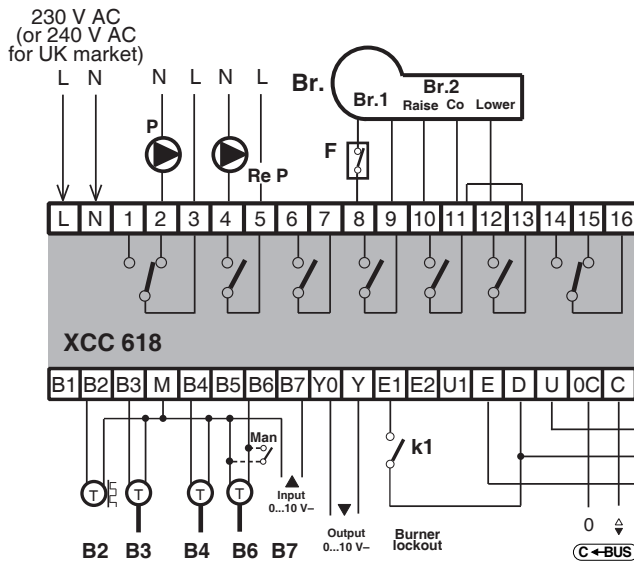 230 V AC
(or 240 V AC
for UK market)
L N N L N L
Br. Br.1 Br.2
Raise Co Lower
P
F
Re P
L N 1 2 3 4 5 6 7 8 9 10 11 12 13 14 15 16
XCC 618
B1 B2 B3 M B4 B5 B6 B7 Y0 Y E1 E2 U1 E D U 0C C
Man
k1
T T T T
Input
0...10 V–
Output
0...10 V–
Burner
lockout
0
B2 B3 B4 B6 B7
C BUS